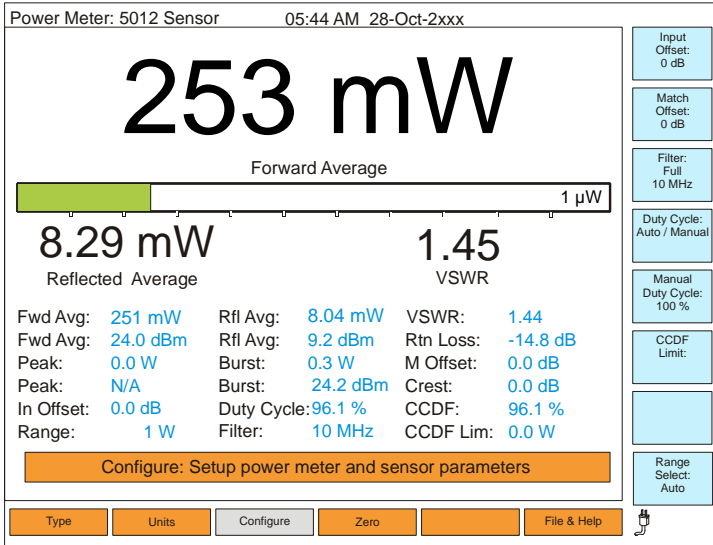 Power Meter: 5012 Sensor 05:44 AM 28-Oct-2xxx
253 mW
Forward Average
1 µW
8.29 mW 1.45
Reflected Average VSWR
Fwd Avg: 251 mW Rfl Avg: 8.04 mW VSWR: 1.44
Fwd Avg: 24.0 dBm Rfl Avg: 9.2 dBm Rtn Loss: -14.8 dB
Peak: 0.0 W Burst: 0.3 W M Offset: 0.0 dB
Peak: N/A Burst: 24.2 dBm Crest: 0.0 dB
In Offset: 0.0 dB Duty Cycle: 96.1 % CCDF: 96.1 %
Range: 1 W Filter: 10 MHz CCDF Lim: 0.0 W
Configure: Setup power meter and sensor parameters
Input
Offset:
0 dB
Match
Offset:
0 dB
Filter:
Full
10 MHz
Duty Cycle:
Auto / Manual
Manual
Duty Cycle:
100 %
CCDF
Limit:
Range
Select:
Auto
Type Units Configure Zero File & Help